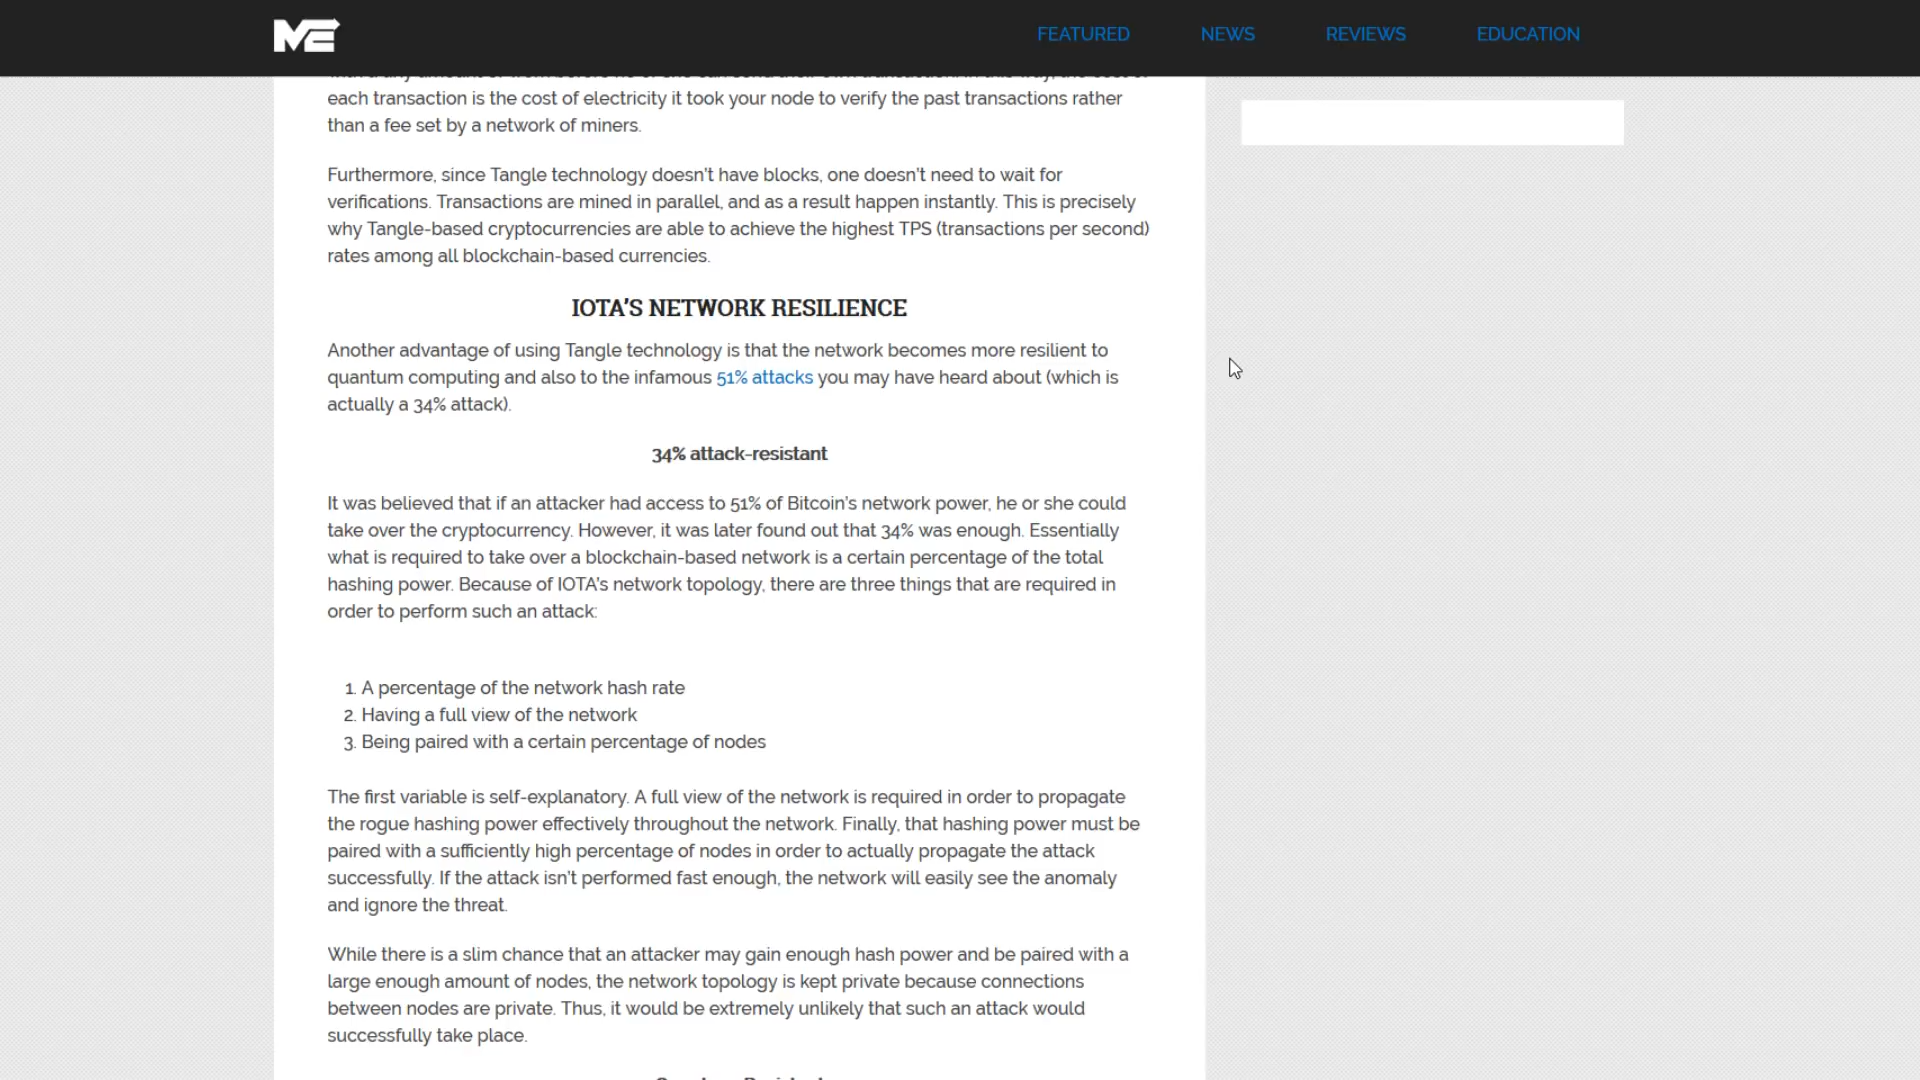 ME
FEATURED
NEWS
REVIEWS
EDUCATION
each transaction is the cost of electricity it took your node to verify the past transactions rather
than a fee set by a network of miners.
Furthermore, since Tangle technology doesn't have blocks, one doesn't need to wait for
verifications. Transactions are mined in parallel, and as a result happen instantly. This is precisely
why Tangle-based cryptocurrencies are able to achieve the highest TPS (transactions per second)
rates among all blockchain-based currencies.
IOTA'S NETWORK RESILIENCE
Another advantage of using Tangle technology is that the network becomes more resilient to
quantum computing and also to the infamous 51% attacks you may have heard about (which is
actually a 34% attack).
34% attack-resistant
It was believed that if an attacker had access to 51% of Bitcoin's network power, he or she could
take over the cryptocurrency. However, it was later found out that 34% was enough. Essentially
what is required to take over a blockchain-based network is a certain percentage of the total
hashing power. Because of IOTA's network topology, there are three things that are required in
order to perform such an attack:
1. A percentage of the network hash rate
2. Having a full view of the network
3. Being paired with a certain percentage of nodes
The first variable is self-explanatory. A full view of the network is required in order to propagate
the rogue hashing power effectively throughout the network. Finally, that hashing power must be
paired with a sufficiently high percentage of nodes in order to actually propagate the attack
successfully. If the attack isn't performed fast enough, the network will easily see the anomaly
and ignore the threat.
While there is a slim chance that an attacker may gain enough hash power and be paired with a
large enough amount of nodes, the network topology is kept private because connections
between nodes are private. Thus, it would be extremely unlikely that such an attack would
successfully take place.